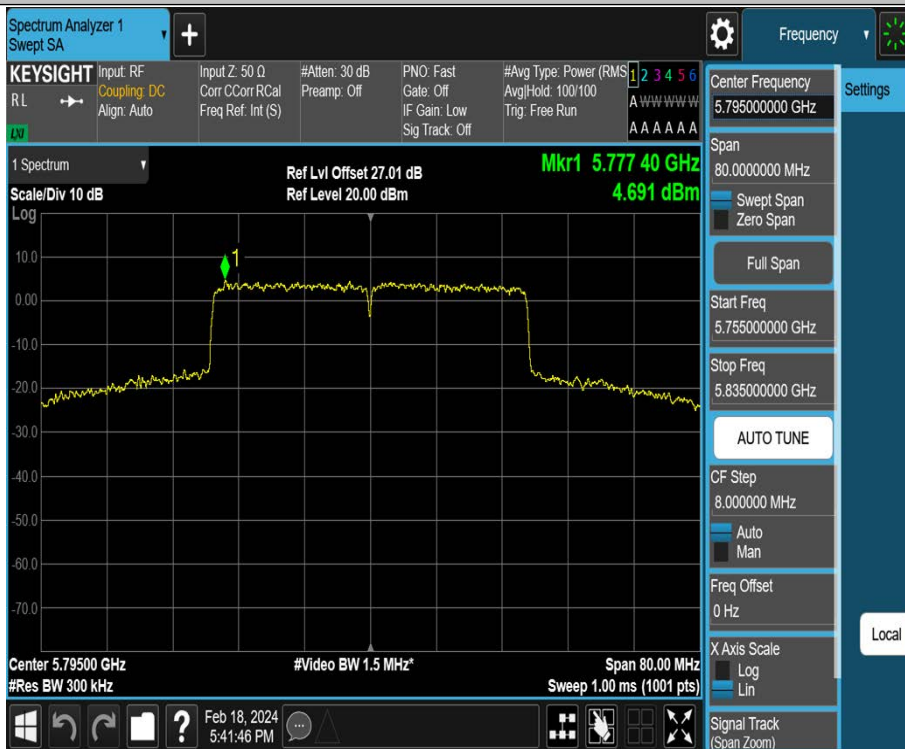 Spectrum Analyzer 1
Swept SA
+
Frequency
KEYSIGHT
R L
LXI
Input: RF
Coupling: DC
Align: Auto
Input Z: 50 Ω
Corr CCorr RCal
Freq Ref: Int (S)
#Atten: 30 dB
Preamp: Off
PNO: Fast
Gate: Off
IF Gain: Low
Sig Track: Off
#Avg Type: Power (RMS
Avg|Hold: 100/100
Trig: Free Run
1 2 3 4 5 6
A W W W W W
A A A A A A
1 Spectrum
Scale/Div 10 dB
Log
Ref Lvl Offset 27.01 dB
Ref Level 20.00 dBm
Mkr1 5.777 40 GHz
4.691 dBm
1
10.0
0.00
-10.0
-20.0
-30.0
-40.0
-50.0
-60.0
-70.0
Center 5.79500 GHz
#Res BW 300 kHz
#Video BW 1.5 MHz*
Span 80.00 MHz
Sweep 1.00 ms (1001 pts)
?
Feb 18, 2024
5:41:46 PM
Center Frequency
5.795000000 GHz
Span
80.0000000 MHz
Swept Span
Zero Span
Full Span
Start Freq
5.755000000 GHz
Stop Freq
5.835000000 GHz
AUTO TUNE
CF Step
8.000000 MHz
Auto
Man
Freq Offset
0 Hz
X Axis Scale
Log
Lin
Signal Track
(Span Zoom)
Settings
Local